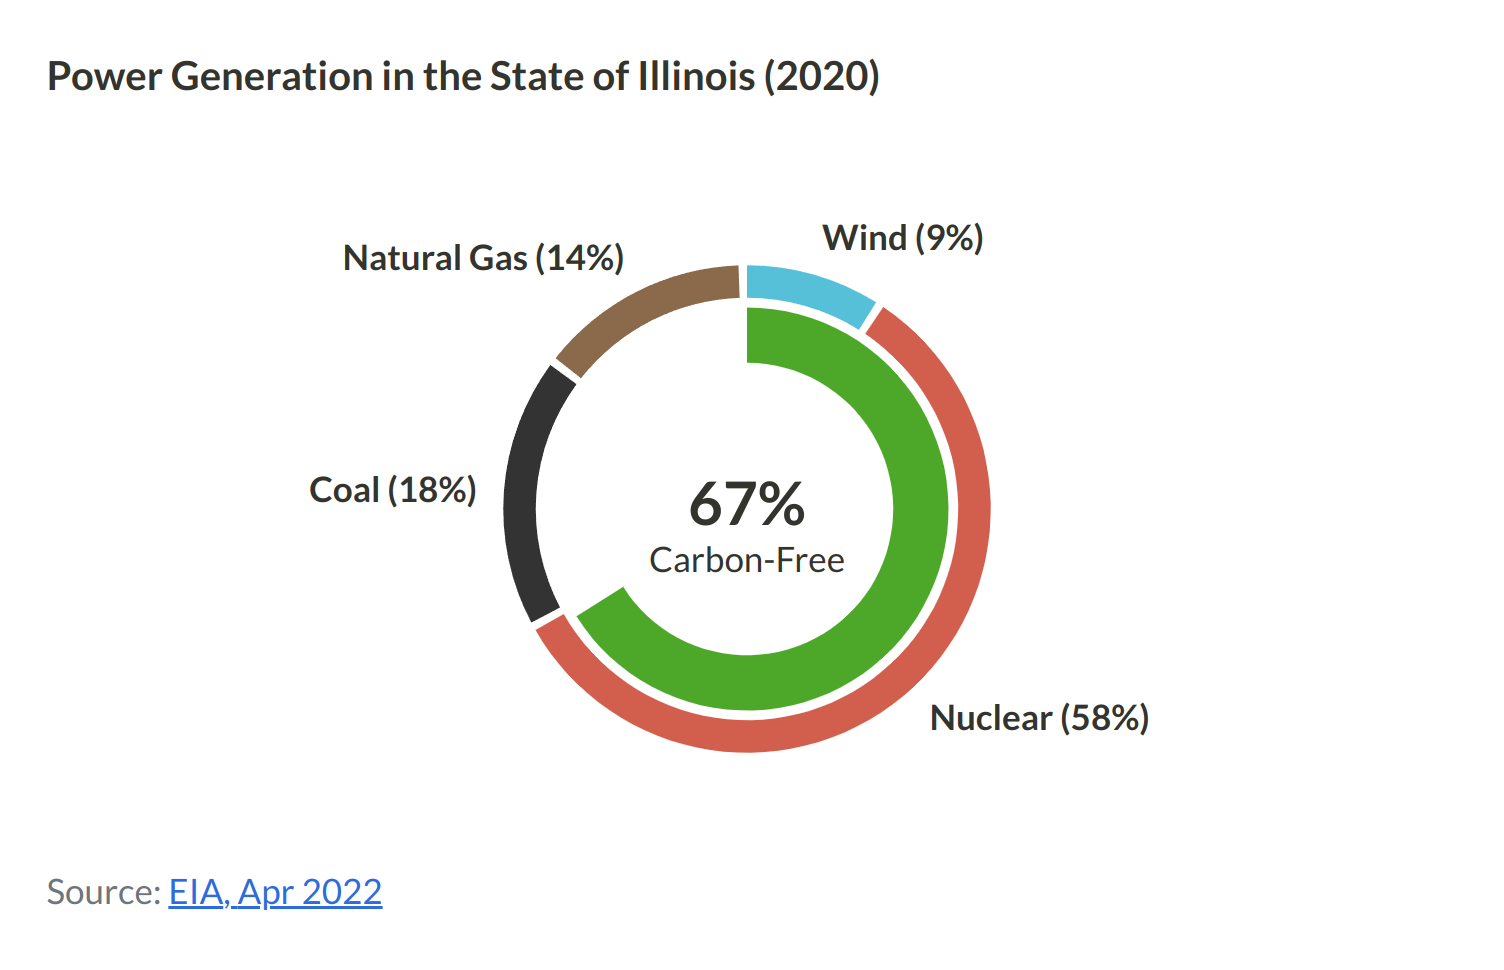 Power Generation in the State of Illinois (2020)
Wind (9%)
Natural Gas (14%)
Coal (18%)
67%
Carbon-Free
Nuclear (58%)
Source: EIA, Apr 2022